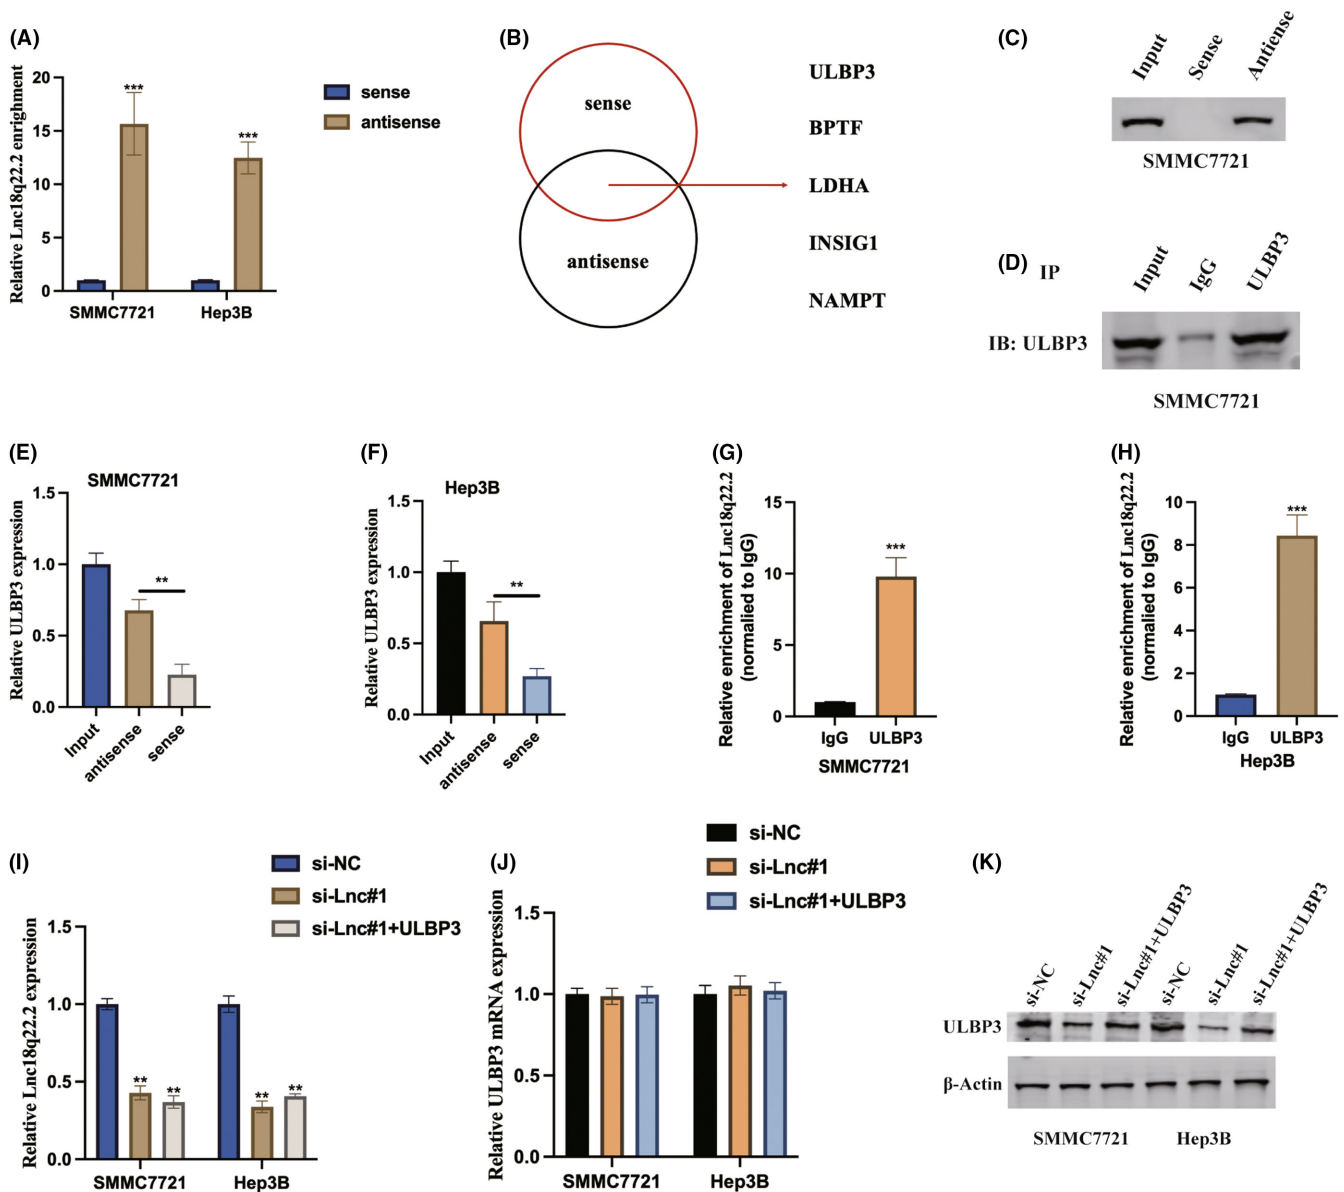 (A)
Relative Lnc18q22.2 enrighment
20
15
10
5
0
***
***
SMMC7721
Hep3B
sense
antisense
(B)
sense
antisense
ULBP3
BPTF
LDHA
INSIG1
NAMPT
(C)
Input
Sense
Antiense
SMMC7721
(D)
IP
Input
IgG
ULBP3
IB: ULBP3
SMMC7721
(E)
SMMC7721
Relative ULBP3 expression
1.5
1.0
0.5
0.0
**
Input
antisense
sense
(F)
Hep3B
Relative ULBP3 expression
1.5
1.0
0.5
0.0
**
Input
antisense
sense
(G)
Relative enrichment of Lnc18q22.2
(normalied to IgG)
15
10
5
0
***
IgG
ULBP3
SMMC7721
(H)
Relative enrichment of Lnc18q22.2
(normalied to IgG)
10
8
6
4
2
0
***
IgG
ULBP3
Hep3B
(I)
si-NC
si-Lnc#1
si-Lnc#1+ULBP3
Relative Lnc18q22.2 expression
1.5
1.0
0.5
0.0
**
**
**
**
SMMC7721
Hep3B
(J)
si-NC
si-Lnc#1
si-Lnc#1+ULBP3
Relative ULBP3 mRNA expression
1.5
1.0
0.5
0.0
SMMC7721
Hep3B
(K)
si-NC
si-Lnc#1
si-Lnc#1+ULBP3
si-NC
si-Lnc#1
si-Lnc#1+ULBP3
ULBP3
β-Actin
SMMC7721
Hep3B